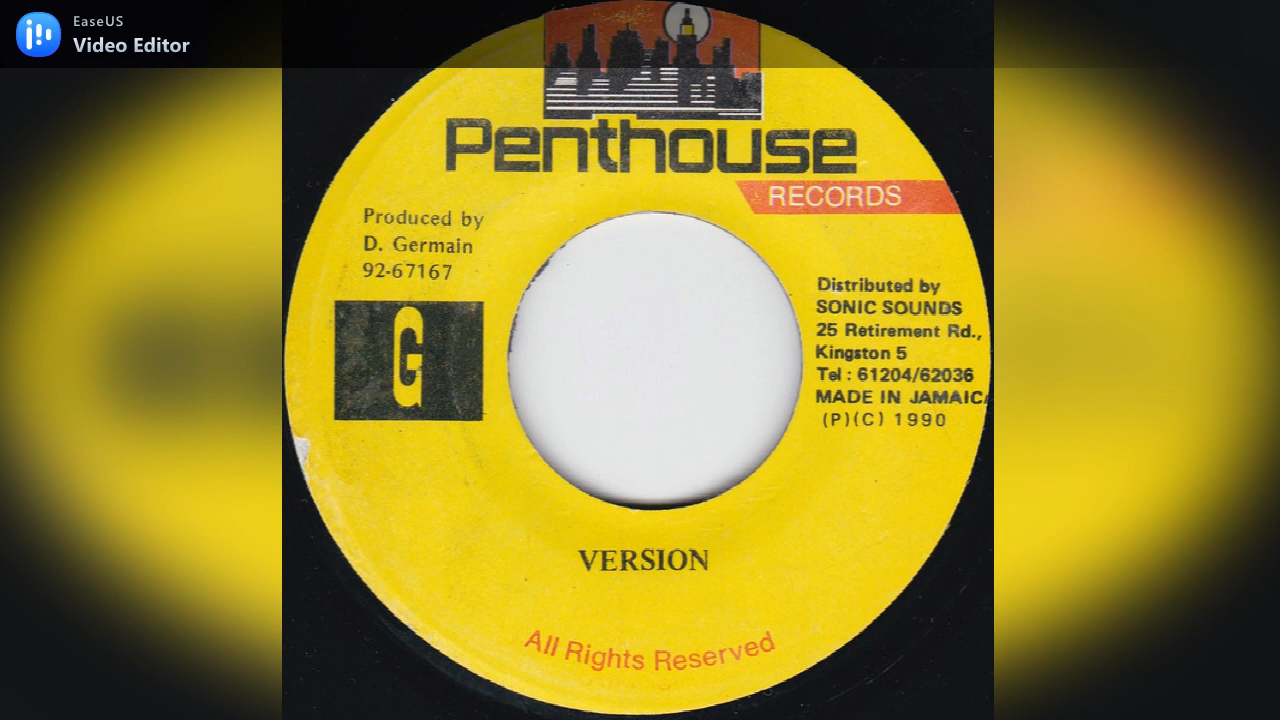 EaseUS
Video Editor
Penthouse
RECORDS
Produced by
D. Germain
92-67167
G
Distributed by
SONIC SOUNDS
25 Retirement Rd.,
Kingston 5
Tel : 61204/62036
MADE IN JAMAICA
(P)(C) 1990
VERSION
All Rights Reserved